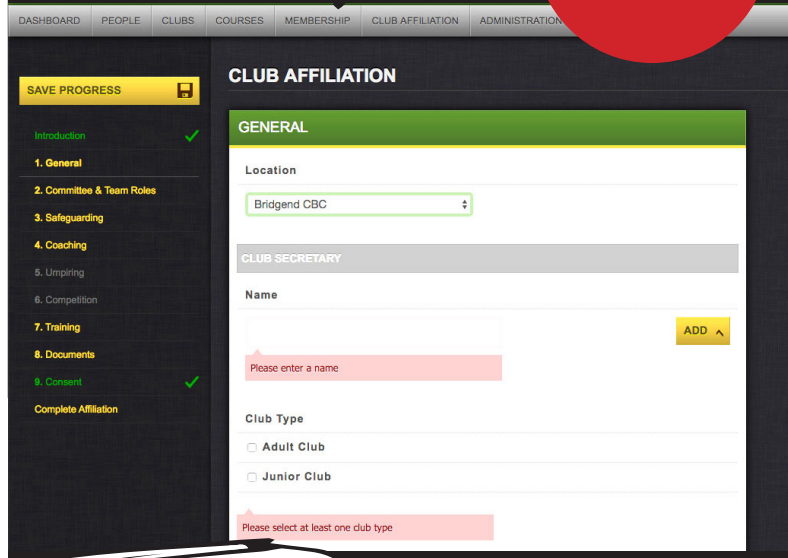 DASHBOARD PEOPLE CLUBS COURSES MEMBERSHIP CLUB AFFILIATION ADMINISTRATION
SAVE PROGRESS
Introduction
1. General
2. Committee & Team Roles
3. Safeguarding
4. Coaching
5. Umpiring
6. Competition
7. Training
8. Documents
9. Consent
Complete Affiliation
CLUB AFFILIATION
GENERAL
Location
Bridgend CBC
CLUB SECRETARY
Name
ADD
Please enter a name
Club Type
Adult Club
Junior Club
Please select at least one club type